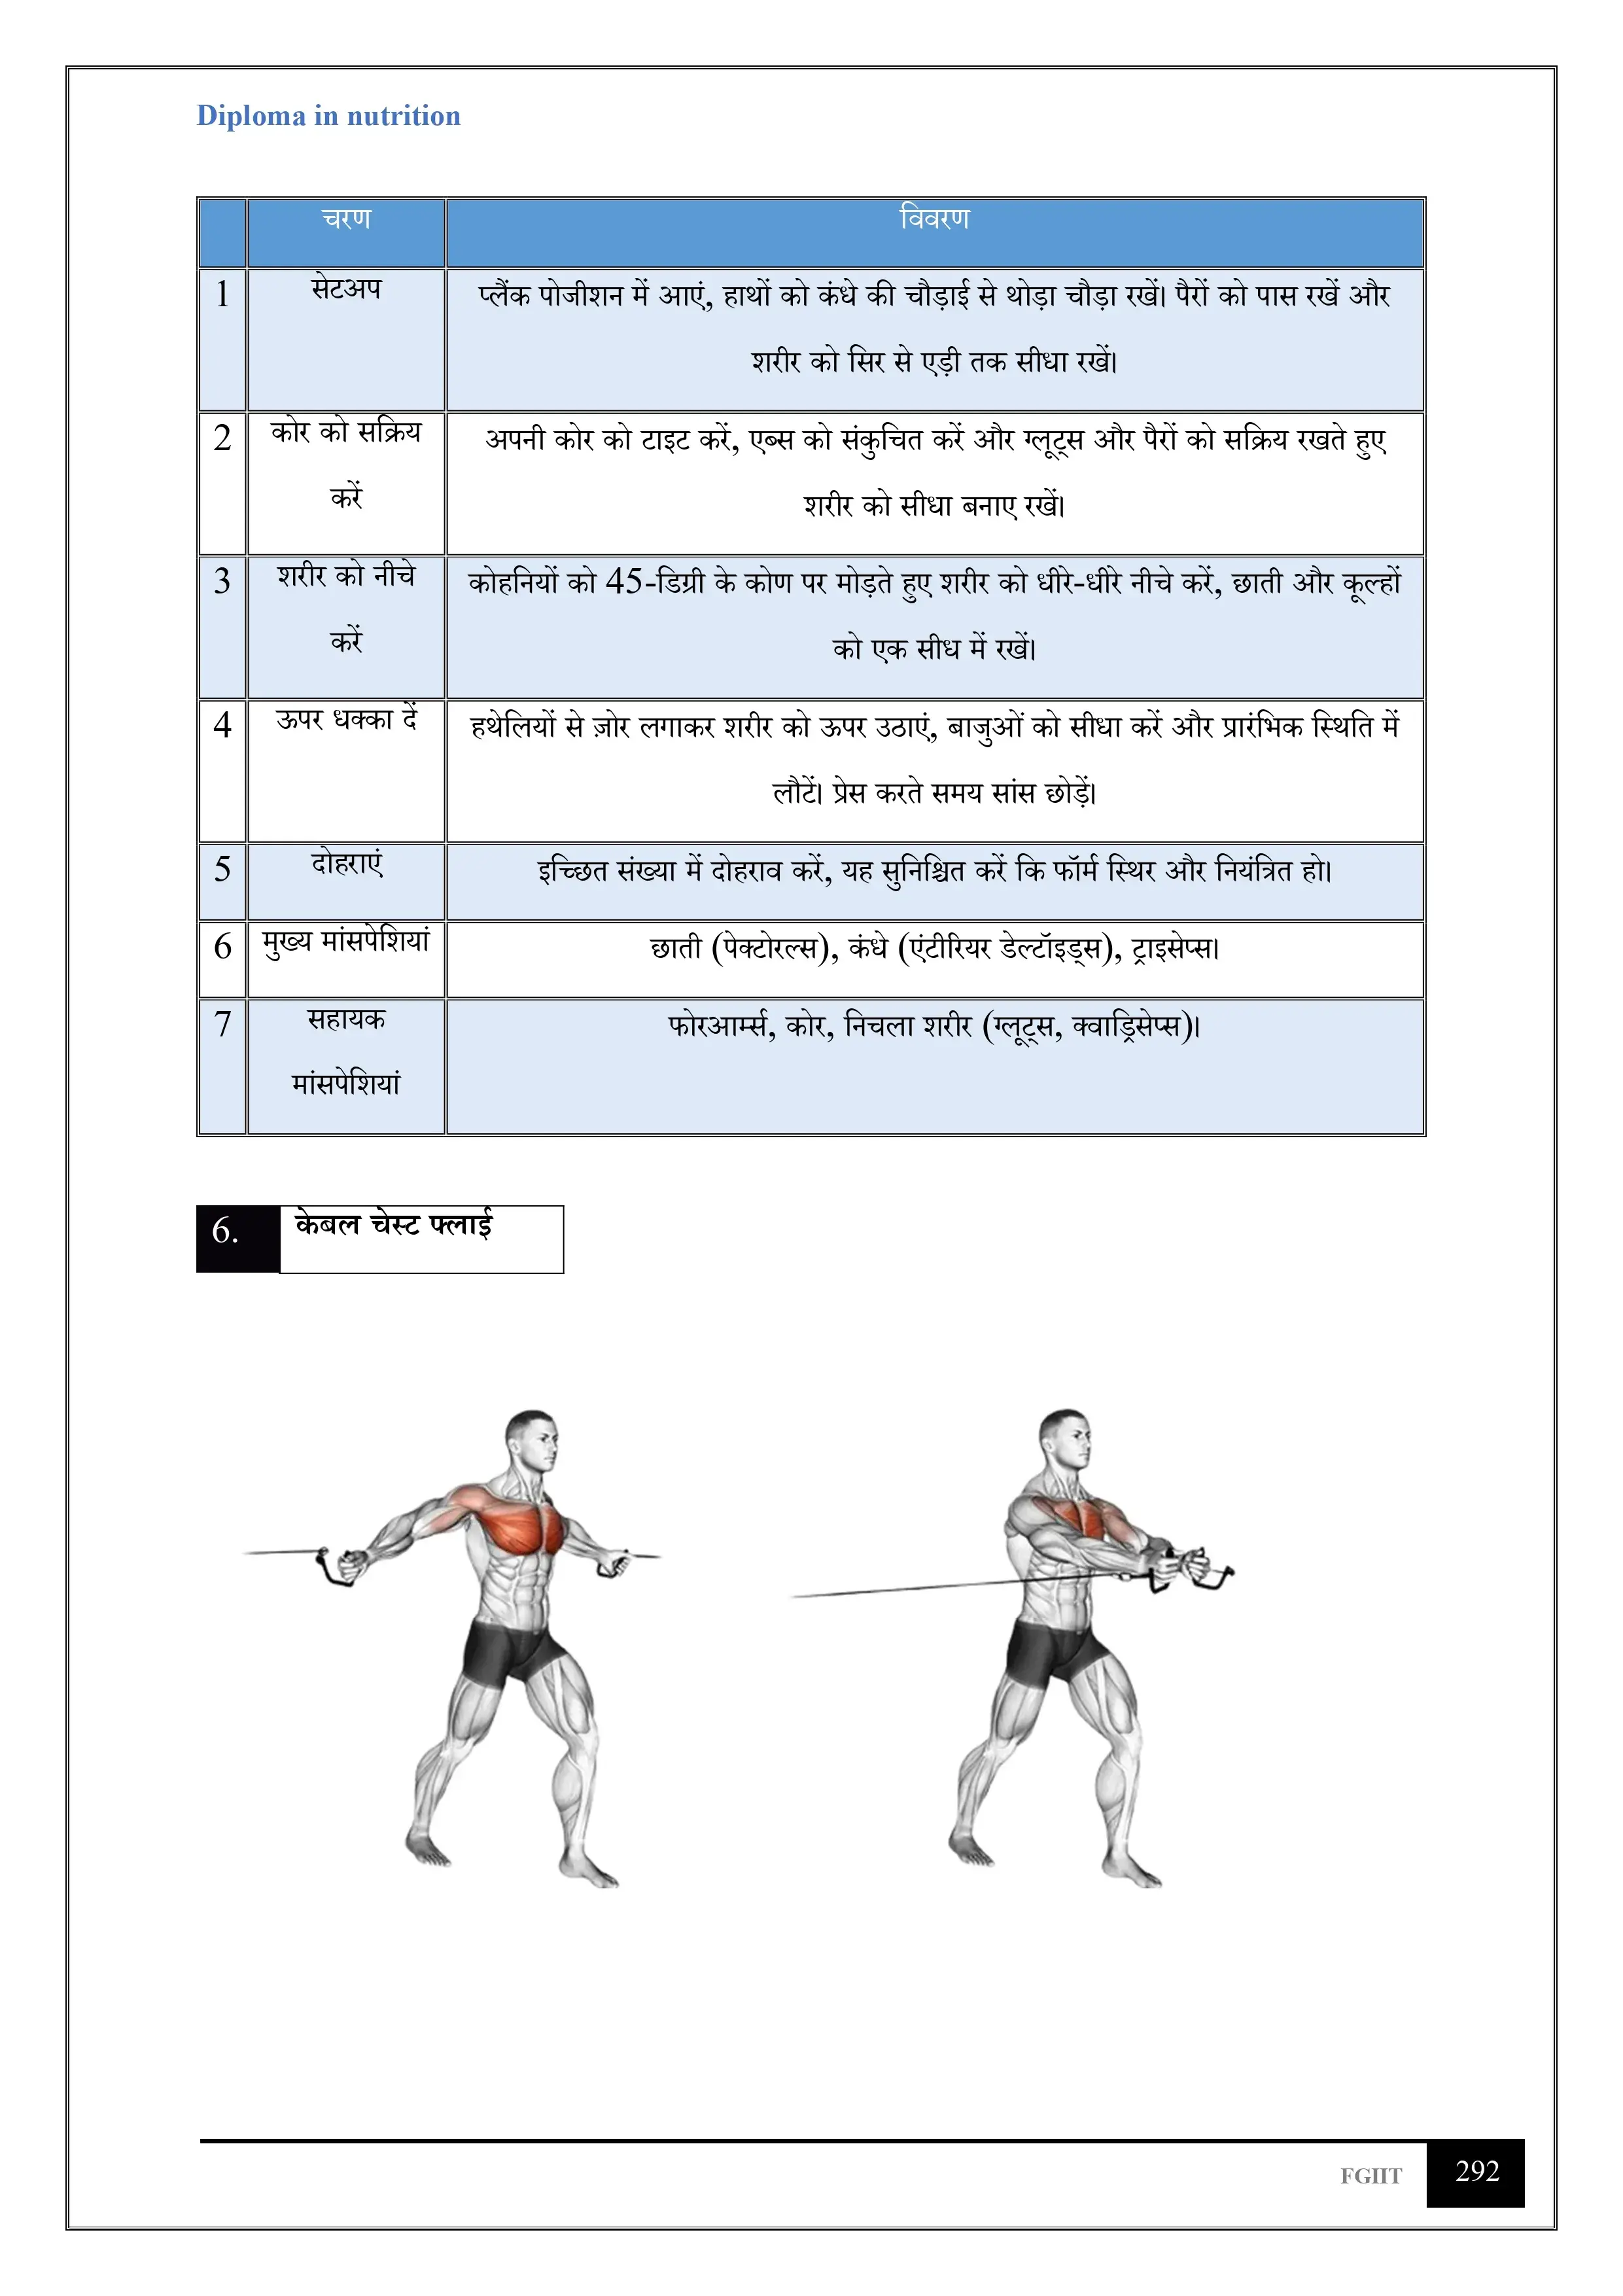 Diploma in nutrition
चरण विवरण
1 सेटअप प्लैंक पोजीशन में आएं, हाथों को कंधे की चौड़ाई से थोड़ा चौड़ा रखें। पैरों को पास रखें और
शरीर को सिर से एड़ी तक सीधा रखें।
2 कोर को सक्रिय अपनी कोर को टाइट करें, एब्स को संकुचित करें और ग्लूट्स और पैरों को सक्रिय रखते हुए
करें शरीर को सीधा बनाए रखें।
3 शरीर को नीचे कोहनियों को 45-डिग्री के कोण पर मोड़ते हुए शरीर को धीरे-धीरे नीचे करें, छाती और कूल्हों
करें को एक सीध में रखें।
4 ऊपर धक्का दें हथेलियों से ज़ोर लगाकर शरीर को ऊपर उठाएं, बाजुओं को सीधा करें और प्रारंभिक स्थिति में
लौटें। प्रेस करते समय सांस छोड़ें।
5 दोहराएं इच्छित संख्या में दोहराव करें, यह सुनिश्चित करें कि फॉर्म स्थिर और नियंत्रित हो।
6 मुख्य मांसपेशियां छाती (पेक्टोरल्स), कंधे (एंटीरियर डेल्टॉइड्स), ट्राइसेप्स।
7 सहायक फोरआर्म्स, कोर, निचला शरीर (ग्लूट्स, क्वाड्रिसेप्स)।
मांसपेशियां
6. केबल चेस्ट फ्लाई
FGIIT 292